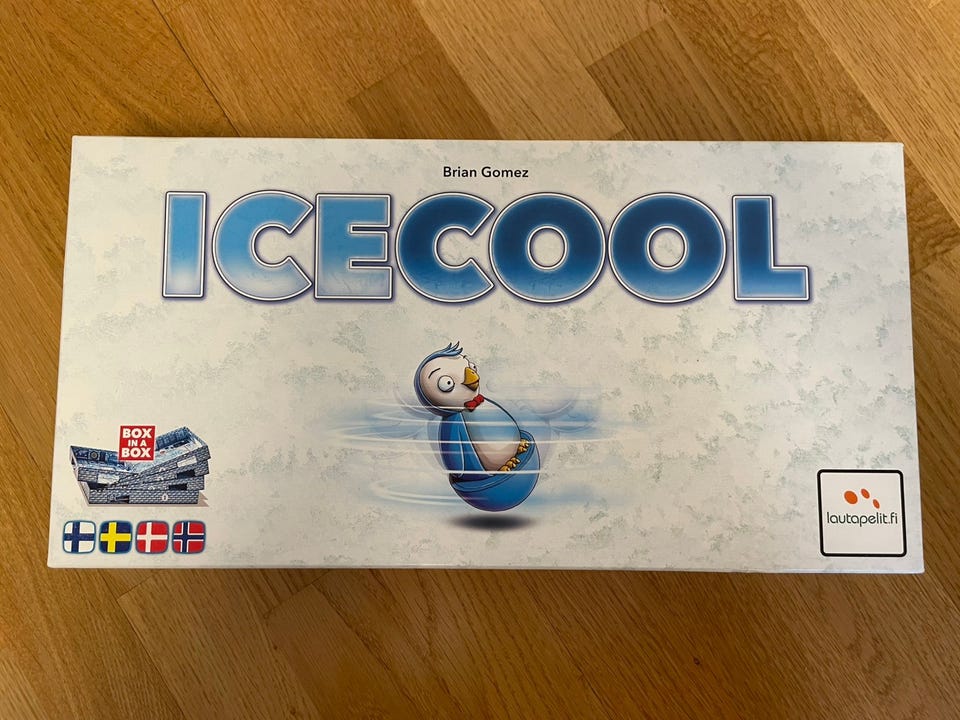 Brian Gomez
ICECOOL
BOX
IN A
BOX
lautapelit.fi